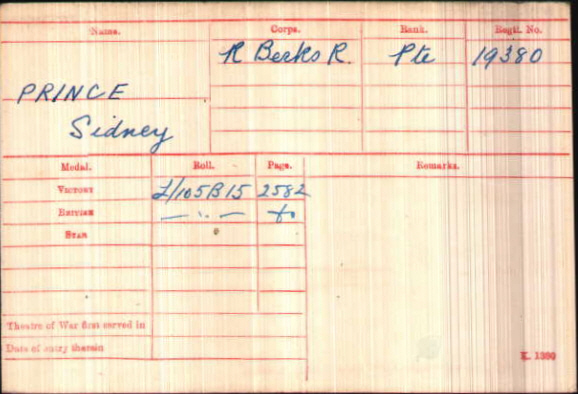 Name. Corps. Rank. Regtl. No.
R Berks R. Pte 19380
PRINCE
Sidney
Medal. Roll. Page. Remarks.
VICTORY 2582
BRITISH — " — do
STAR
Theatre of War first served in
Date of entry therein
K. 1380